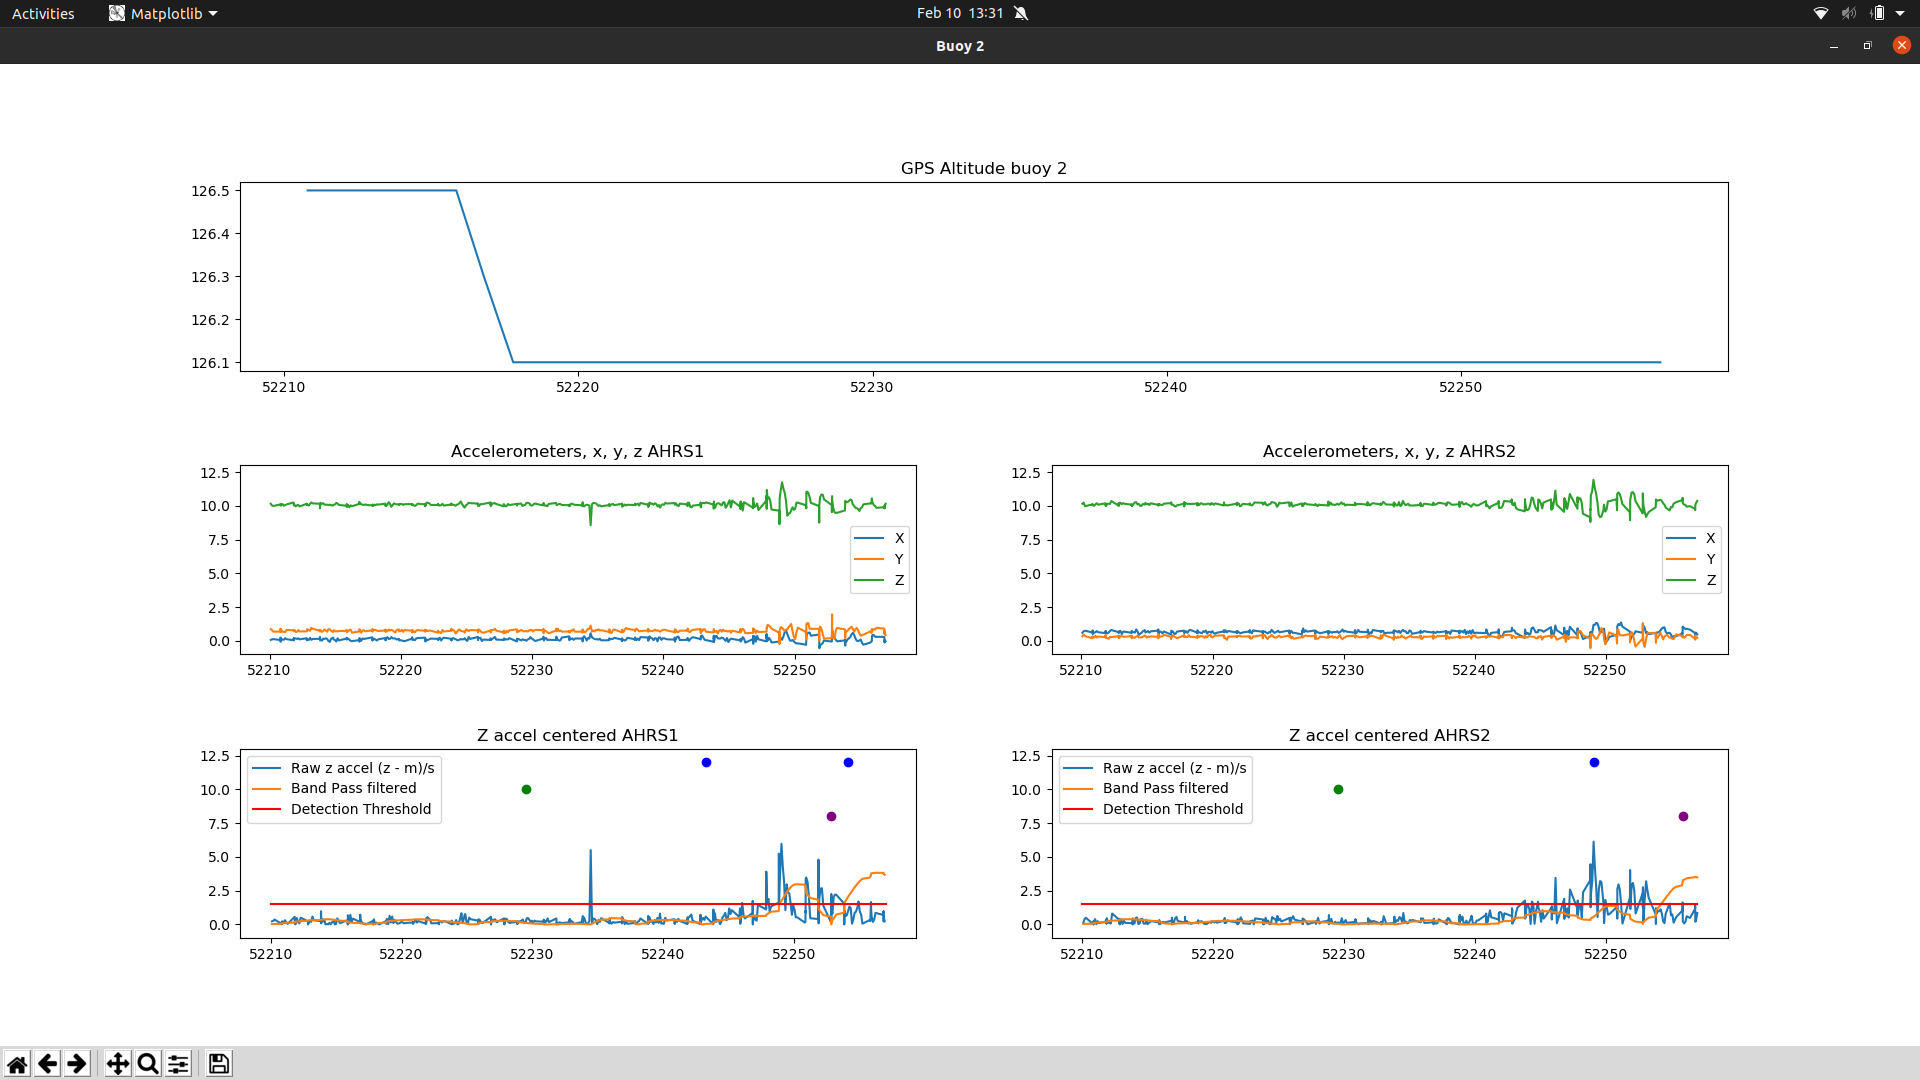 Activities Matplotlib Feb 10 13:31
Buoy 2
GPS Altitude buoy 2
126.5
126.4
126.3
126.2
126.1
52210 52220 52230 52240 52250
Accelerometers, x, y, z AHRS1
12.5
10.0
7.5
5.0
2.5
0.0
X
Y
Z
52210 52220 52230 52240 52250
Accelerometers, x, y, z AHRS2
12.5
10.0
7.5
5.0
2.5
0.0
X
Y
Z
52210 52220 52230 52240 52250
Z accel centered AHRS1
12.5
10.0
7.5
5.0
2.5
0.0
Raw z accel (z - m)/s
Band Pass filtered
Detection Threshold
52210 52220 52230 52240 52250
Z accel centered AHRS2
12.5
10.0
7.5
5.0
2.5
0.0
Raw z accel (z - m)/s
Band Pass filtered
Detection Threshold
52210 52220 52230 52240 52250